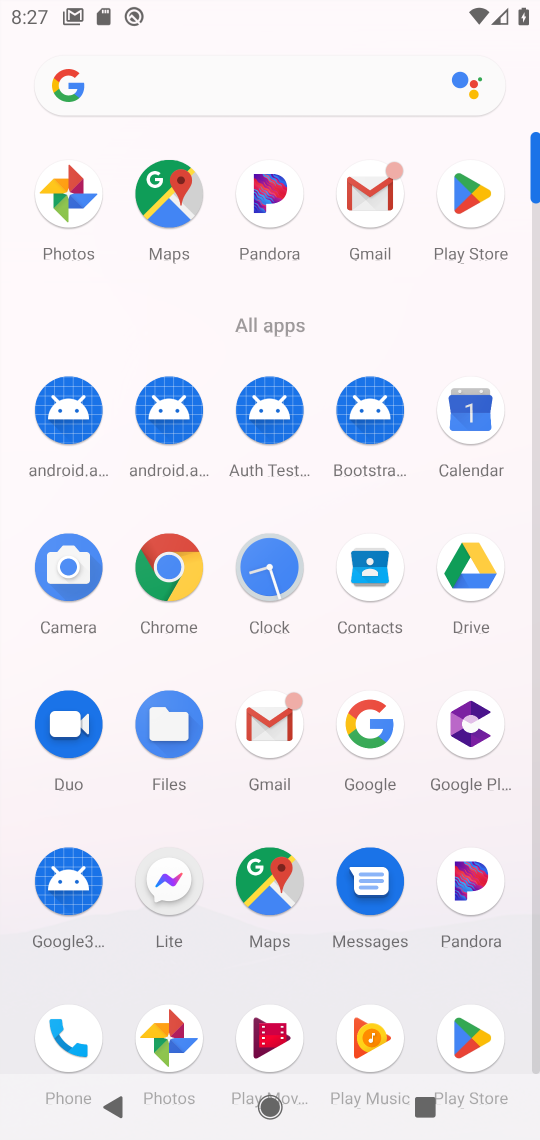 8:27
Photos Maps Pandora Gmail Play Store
All apps
android.a... android.a... Auth Test... Bootstra... Calendar
Camera Chrome Clock Contacts Drive
Duo Files Gmail Google Google Pl...
Google3... Lite Maps Messages Pandora
Phone Photos Play Mov... Play Music Play Store